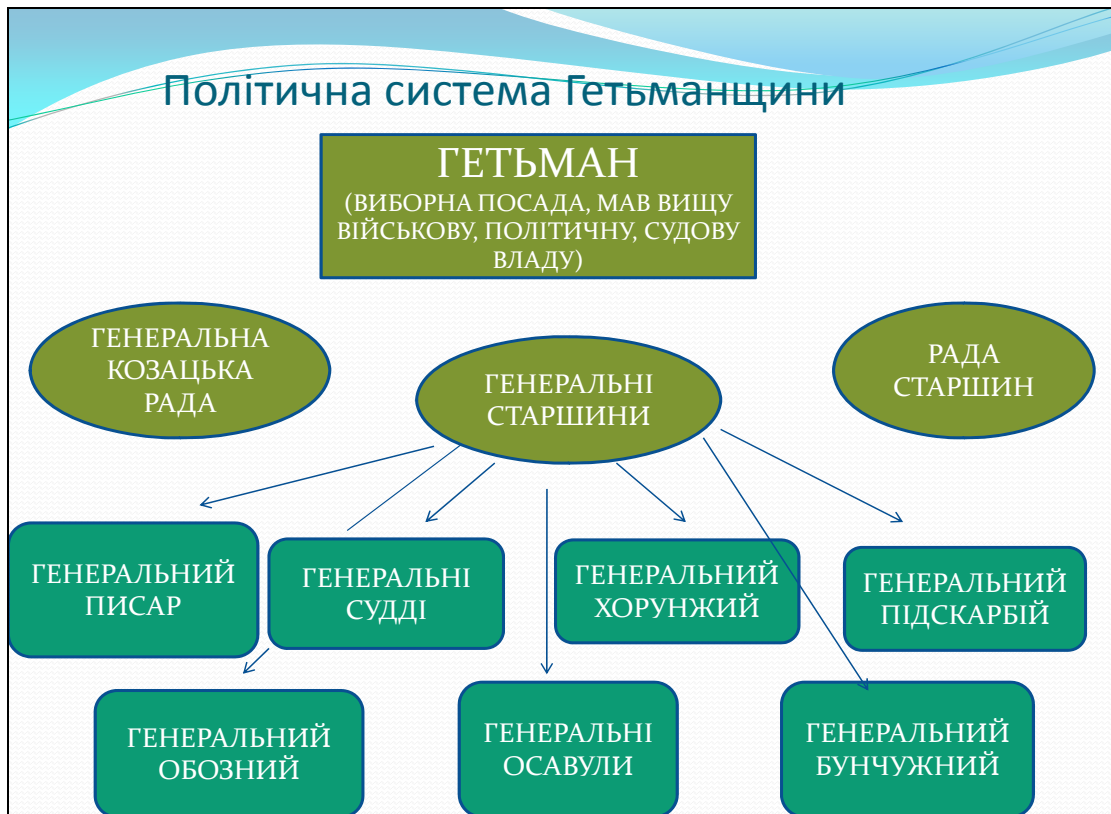 Політична система Гетьманщини
ГЕТЬМАН
(ВИБОРНА ПОСАДА, МАВ ВИЩУ
ВІЙСЬКОВУ, ПОЛІТИЧНУ, СУДОВУ
ВЛАДУ)
ГЕНЕРАЛЬНА
КОЗАЦЬКА
РАДА
ГЕНЕРАЛЬНІ
СТАРШИНИ
РАДА
СТАРШИН
ГЕНЕРАЛЬНИЙ
ПИСАР
ГЕНЕРАЛЬНІ
СУДДІ
ГЕНЕРАЛЬНИЙ
ХОРУНЖИЙ
ГЕНЕРАЛЬНИЙ
ПІДСКАРБІЙ
ГЕНЕРАЛЬНИЙ
ОБОЗНИЙ
ГЕНЕРАЛЬНІ
ОСАВУЛИ
ГЕНЕРАЛЬНИЙ
БУНЧУЖНИЙ